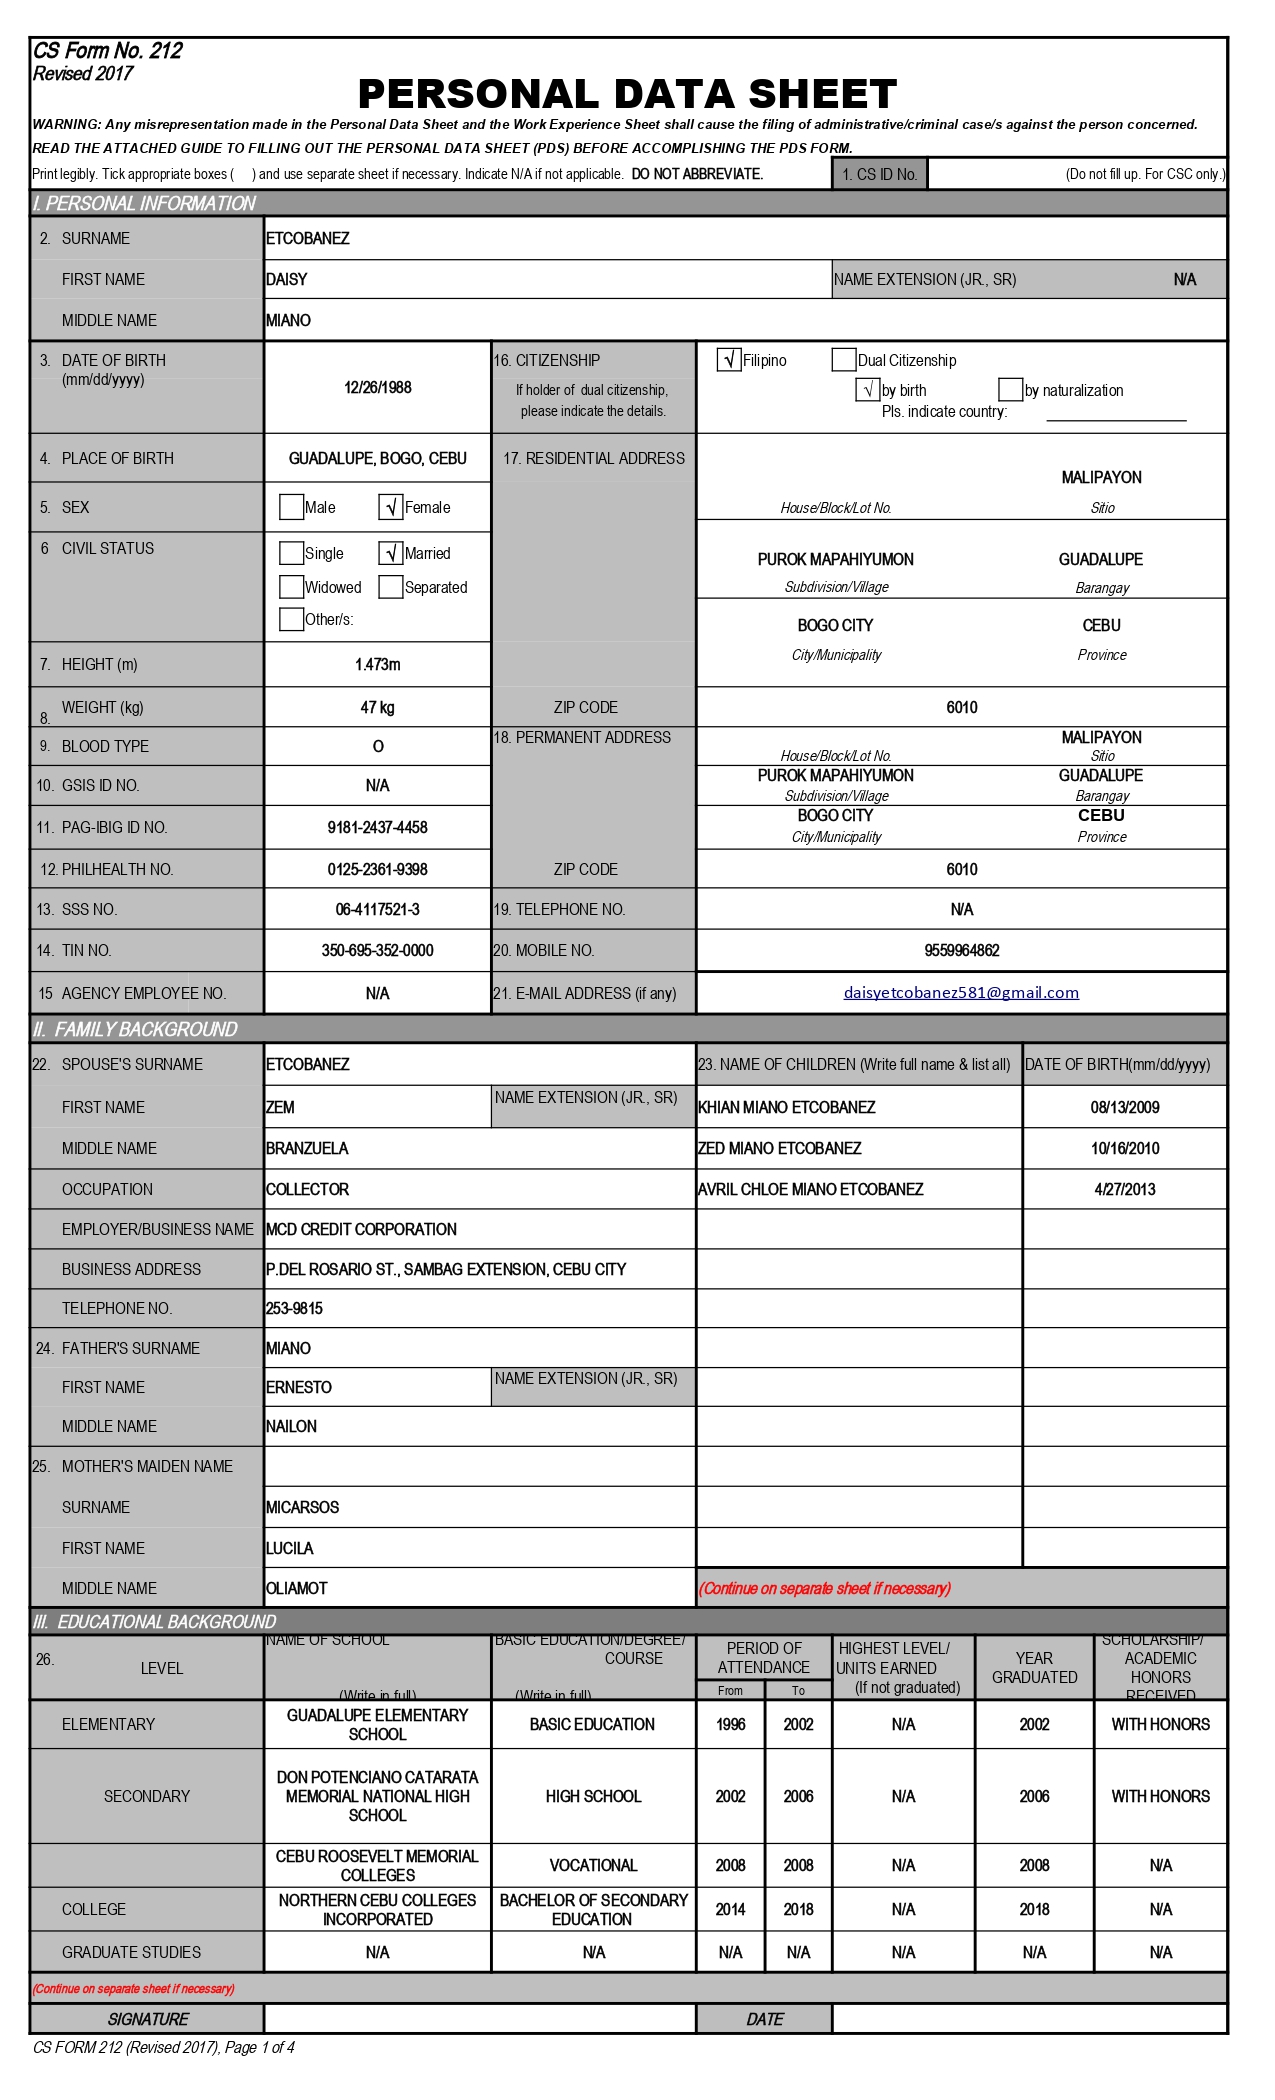 CS Form No. 212
Revised 2017
PERSONAL DATA SHEET
WARNING: Any misrepresentation made in the Personal Data Sheet and the Work Experience Sheet shall cause the filing of administrative/criminal case/s against the person concerned.
READ THE ATTACHED GUIDE TO FILLING OUT THE PERSONAL DATA SHEET (PDS) BEFORE ACCOMPLISHING THE PDS FORM.
Print legibly. Tick appropriate boxes ( ) and use separate sheet if necessary. Indicate N/A if not applicable. DO NOT ABBREVIATE. 1. CS ID No. (Do not fill up. For CSC only.)
I. PERSONAL INFORMATION
2. SURNAME ETCOBANEZ
FIRST NAME DAISY NAME EXTENSION (JR., SR) N/A
MIDDLE NAME MIANO
3. DATE OF BIRTH
(mm/dd/yyyy)
12/26/1988
16. CITIZENSHIP
If holder of dual citizenship,
please indicate the details.
√ Filipino Dual Citizenship
√ by birth by naturalization
Pls. indicate country:
4. PLACE OF BIRTH GUADALUPE, BOGO, CEBU
17. RESIDENTIAL ADDRESS
MALIPAYON
House/Block/Lot No. Sitio
5. SEX Male √ Female
6 CIVIL STATUS Single √ Married
Widowed Separated
Other/s:
PUROK MAPAHIYUMON GUADALUPE
Subdivision/Village Barangay
BOGO CITY CEBU
City/Municipality Province
7. HEIGHT (m) 1.473m
8. WEIGHT (kg) 47 kg ZIP CODE 6010
9. BLOOD TYPE O
18. PERMANENT ADDRESS
MALIPAYON
House/Block/Lot No. Sitio
10. GSIS ID NO. N/A
PUROK MAPAHIYUMON GUADALUPE
Subdivision/Village Barangay
11. PAG-IBIG ID NO. 9181-2437-4458
BOGO CITY CEBU
City/Municipality Province
12. PHILHEALTH NO. 0125-2361-9398 ZIP CODE 6010
13. SSS NO. 06-4117521-3 19. TELEPHONE NO. N/A
14. TIN NO. 350-695-352-0000 20. MOBILE NO. 9559964862
15 AGENCY EMPLOYEE NO. N/A 21. E-MAIL ADDRESS (if any) daisyetcobanez581@gmail.com
II. FAMILY BACKGROUND
22. SPOUSE'S SURNAME ETCOBANEZ 23. NAME OF CHILDREN (Write full name & list all) DATE OF BIRTH(mm/dd/yyyy)
FIRST NAME ZEM NAME EXTENSION (JR., SR) KHIAN MIANO ETCOBANEZ 08/13/2009
MIDDLE NAME BRANZUELA ZED MIANO ETCOBANEZ 10/16/2010
OCCUPATION COLLECTOR AVRIL CHLOE MIANO ETCOBANEZ 4/27/2013
EMPLOYER/BUSINESS NAME MCD CREDIT CORPORATION
BUSINESS ADDRESS P.DEL ROSARIO ST., SAMBAG EXTENSION, CEBU CITY
TELEPHONE NO. 253-9815
24. FATHER'S SURNAME MIANO
FIRST NAME ERNESTO NAME EXTENSION (JR., SR)
MIDDLE NAME NAILON
25. MOTHER'S MAIDEN NAME
SURNAME MICARSOS
FIRST NAME LUCILA
MIDDLE NAME OLIAMOT (Continue on separate sheet if necessary)
III. EDUCATIONAL BACKGROUND
26.
LEVEL
NAME OF SCHOOL
(Write in full)
BASIC EDUCATION/DEGREE/
COURSE
(Write in full)
PERIOD OF
ATTENDANCE
From To
HIGHEST LEVEL/
UNITS EARNED
(If not graduated)
YEAR
GRADUATED
SCHOLARSHIP/
ACADEMIC
HONORS
RECEIVED
ELEMENTARY
GUADALUPE ELEMENTARY
SCHOOL
BASIC EDUCATION 1996 2002 N/A 2002 WITH HONORS
SECONDARY
DON POTENCIANO CATARATA
MEMORIAL NATIONAL HIGH
SCHOOL
HIGH SCHOOL 2002 2006 N/A 2006 WITH HONORS
CEBU ROOSEVELT MEMORIAL
COLLEGES
VOCATIONAL 2008 2008 N/A 2008 N/A
COLLEGE
NORTHERN CEBU COLLEGES
INCORPORATED
BACHELOR OF SECONDARY
EDUCATION
2014 2018 N/A 2018 N/A
GRADUATE STUDIES N/A N/A N/A N/A N/A N/A N/A
(Continue on separate sheet if necessary)
SIGNATURE DATE
CS FORM 212 (Revised 2017), Page 1 of 4